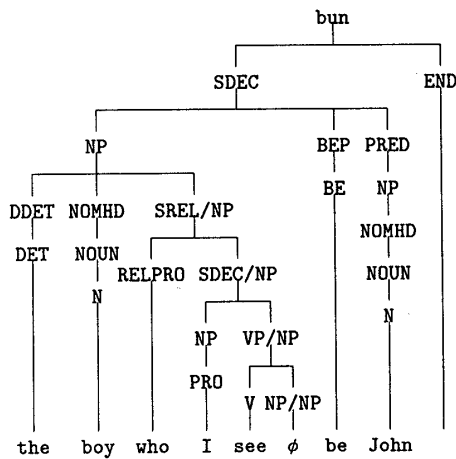 bun
SDEC END
NP BEP PRED
BE NP
DDET NOMHD SREL/NP
NOMHD
DET NOUN RELPRO SDEC/NP NOUN
N N
NP VP/NP
PRO
V NP/NP
the boy who I see ϕ be John